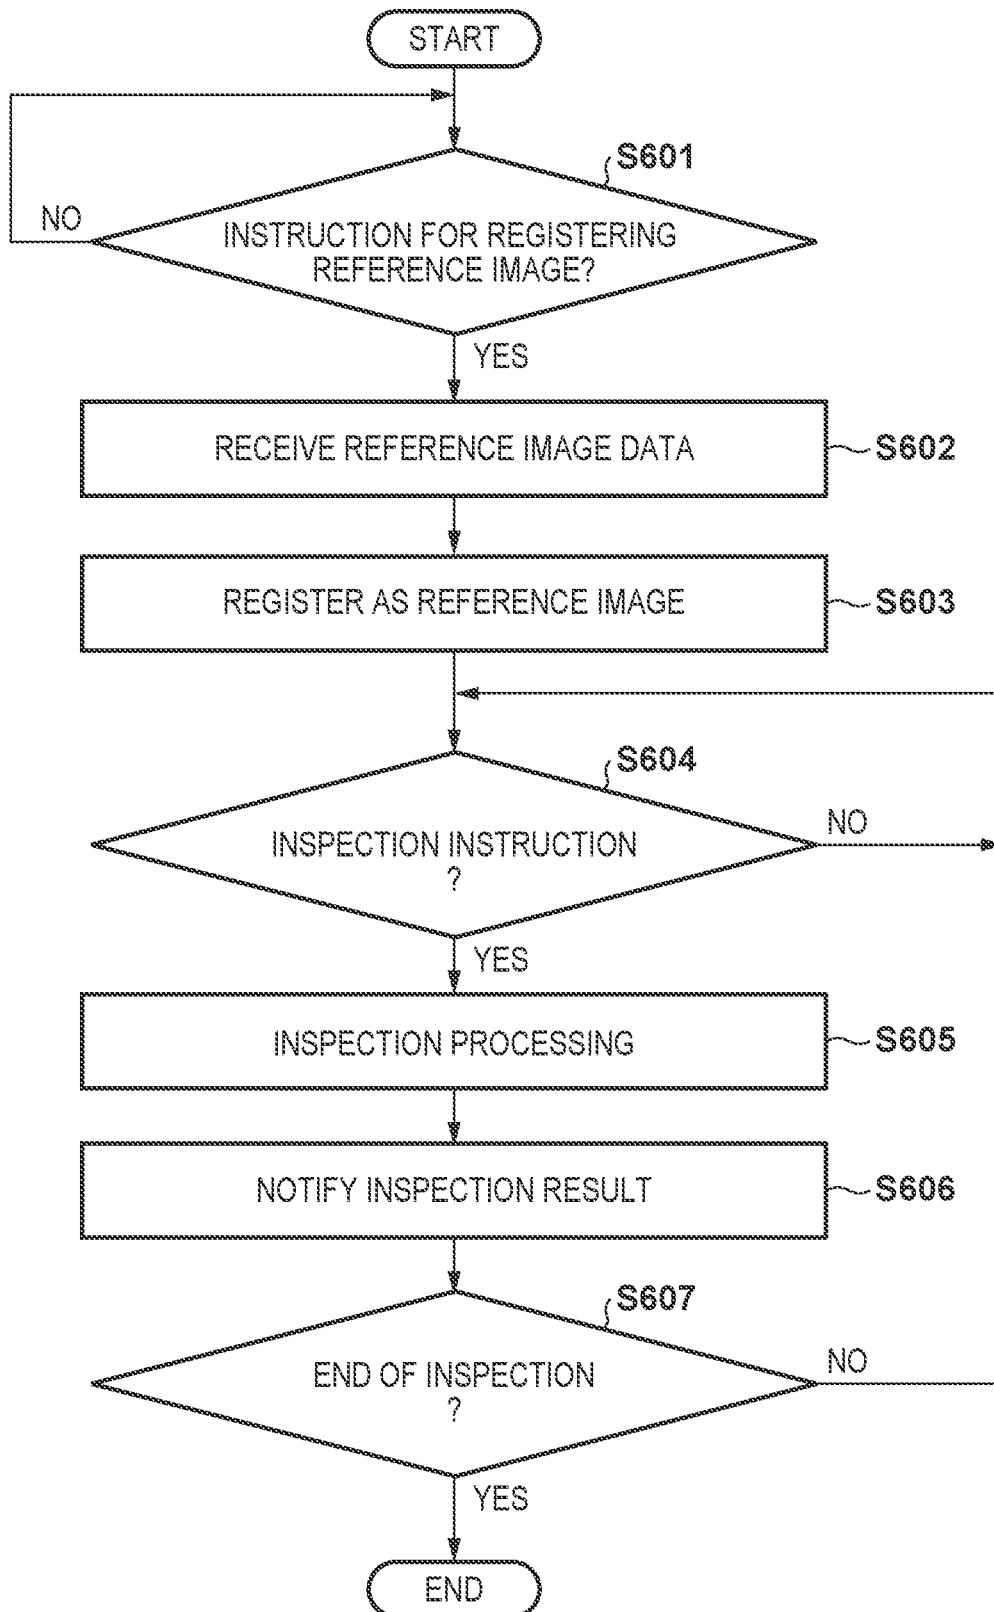 START
S601
NO
INSTRUCTION FOR REGISTERING
REFERENCE IMAGE?
YES
RECEIVE REFERENCE IMAGE DATA
S602
REGISTER AS REFERENCE IMAGE
S603
S604
NO
INSPECTION INSTRUCTION
?
YES
INSPECTION PROCESSING
S605
NOTIFY INSPECTION RESULT
S606
S607
NO
END OF INSPECTION
?
YES
END